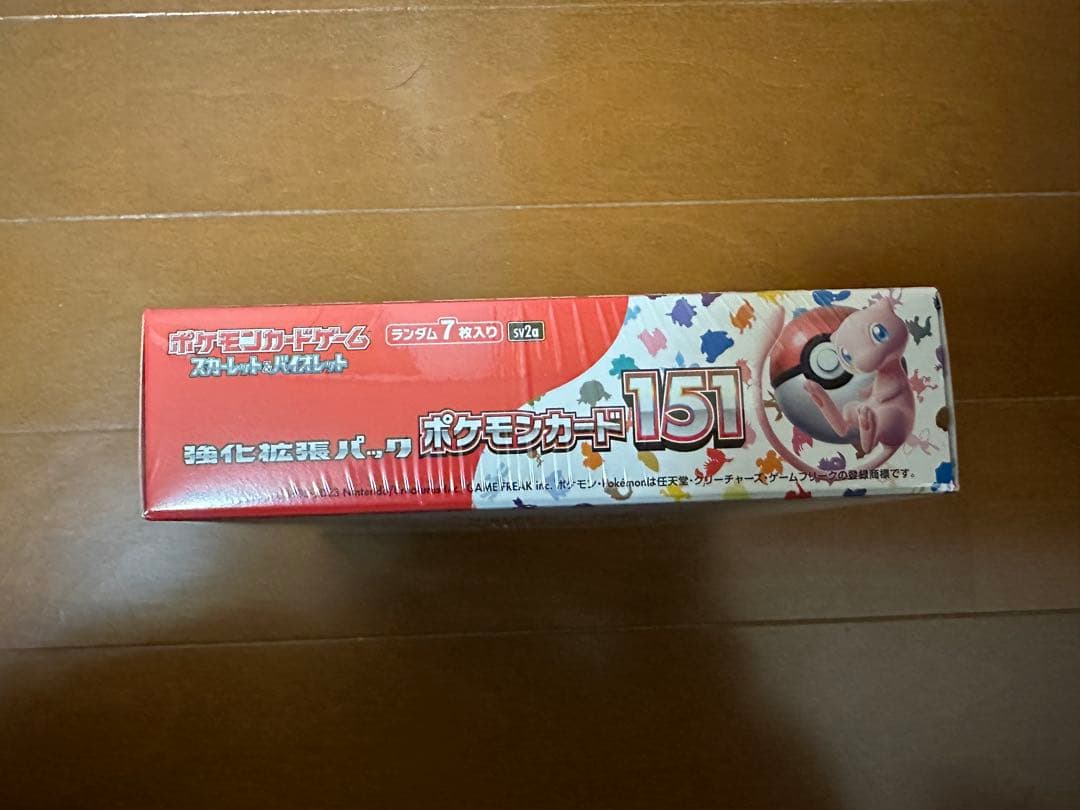 ポケモンカードゲーム
スカーレット&バイオレット
ランダム7枚入り
sv2a
強化拡張パック
ポケモンカード151
Nintendo/Creatures Inc./GAME FREAK inc. ポケモン・Pokémonは任天堂・クリーチャーズ・ゲームフリークの登録商標です。